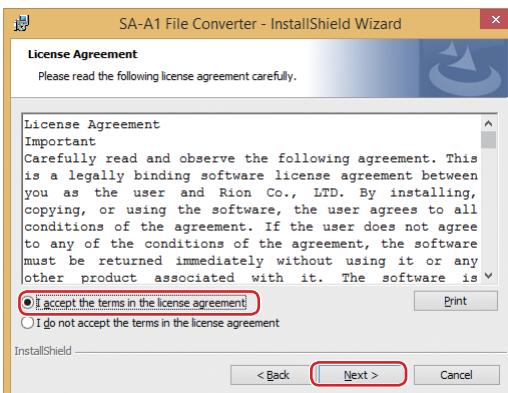 SA-A1 File Converter - InstallShield Wizard
License Agreement
Please read the following license agreement carefully.
License Agreement
Important
Carefully read and observe the following agreement. This
is a legally binding software license agreement between
you as the user and Rion Co., LTD. By installing,
copying, or using the software, the user agrees to all
conditions of the agreement. If the user does not agree
to any of the conditions of the agreement, the software
must be returned immediately without using it or any
other product associated with it. The software is
I accept the terms in the license agreement
Print
I do not accept the terms in the license agreement
InstallShield
< Back
Next >
Cancel